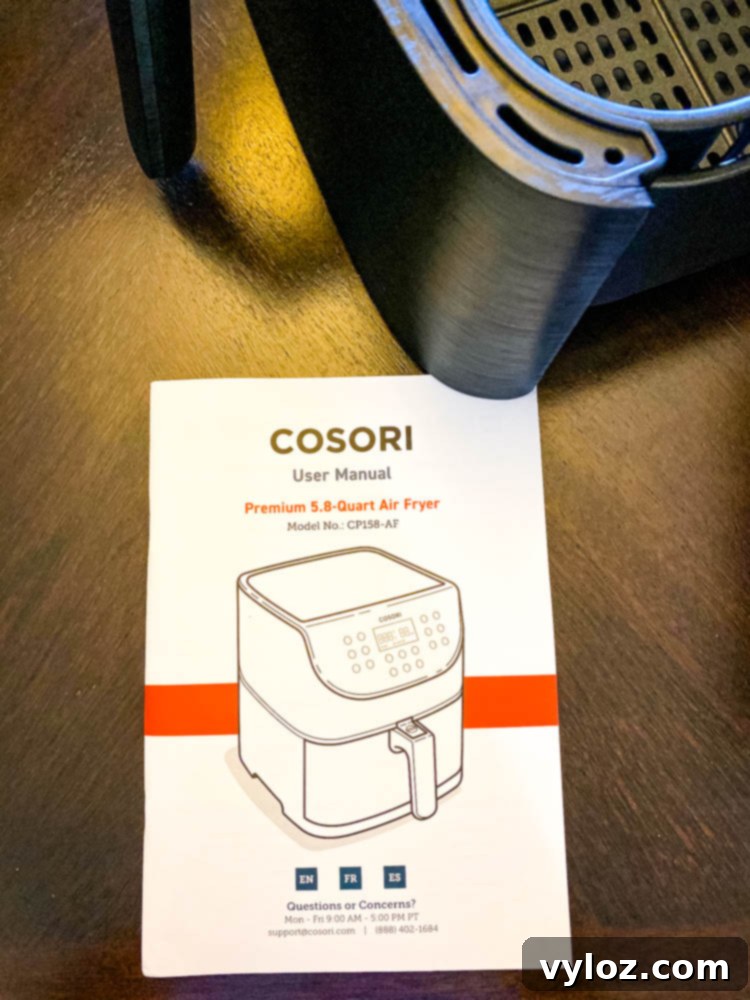 COSORI
User Manual
Premium 5.8-Quart Air Fryer
Model No.: CP158-AF
COSORI
EN FR ES
Questions or Concerns?
Mon - Fri 9:00 AM - 5:00 PM PT
support@cosori.com | (888) 402-1684
vyloz.com